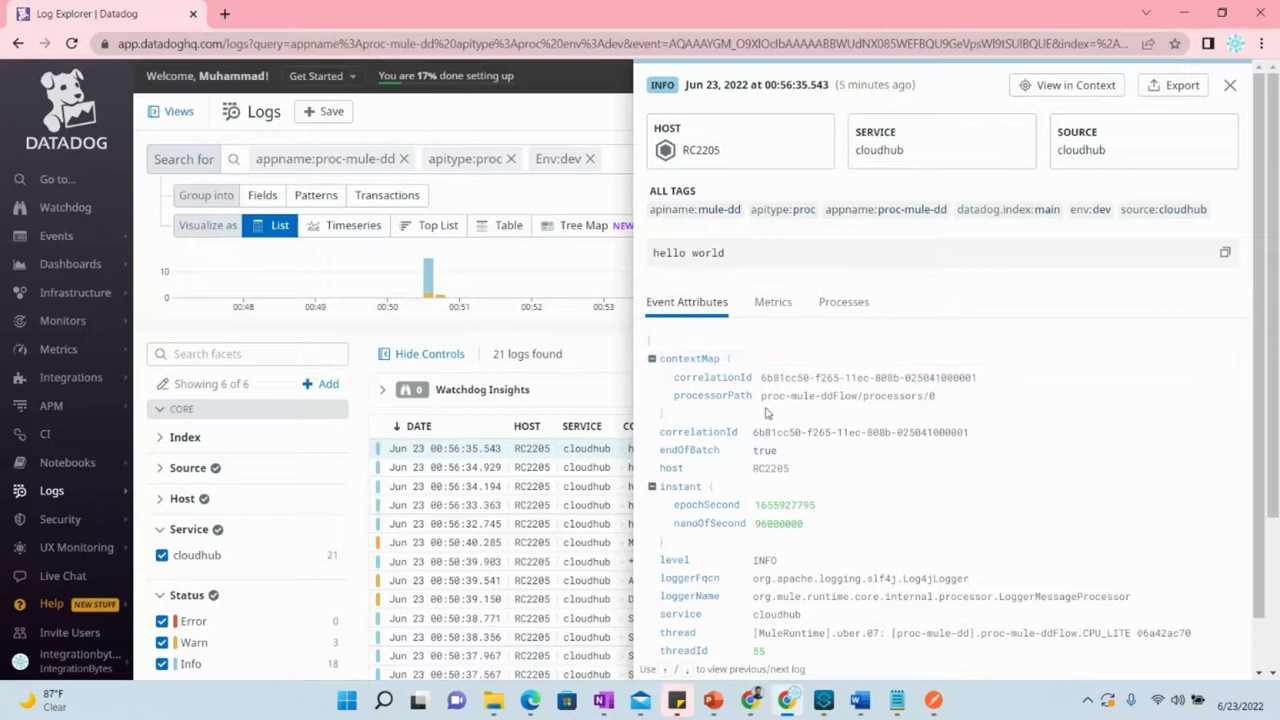 Log Explorer | Datadog
app.datadoghq.com/logs?query=appname%3Aproc-mule-dd%20apitype%3Aproc%20env%3Adev&event=
DATADOG
Go to...
Watchdog
Events
Dashboards
Infrastructure
Monitors
Metrics
Integrations
APM
CI
Notebooks
Logs
Security
UX Monitoring
Live Chat
Help NEW STUFF
Invite Users
integrationbyt...
IntegrationBytes
Welcome, Muhammad! Get Started You are 17% done setting up
Views Logs + Save
Search for appname:proc-mule-dd apitype:proc Env:dev
Group into Fields Patterns Transactions
Visualize as List Timeseries Top List Table Tree Map NEW
10
0
00:48 00:49 00:50 00:51 00:52 00:53
Search facets Hide Controls 21 logs found
Showing 6 of 6 + Add
0 Watchdog Insights
CORE
Index
Source
Host
Service
cloudhub 21
Status
Error 0
Warn 3
Info 18
DATE HOST SERVICE
Jun 23 00:56:35.543 RC2205 cloudhub
Jun 23 00:56:34.929 RC2205 cloudhub
Jun 23 00:56:34.194 RC2205 cloudhub
Jun 23 00:56:33.363 RC2205 cloudhub
Jun 23 00:56:32.745 RC2205 cloudhub
Jun 23 00:50:40.285 RC2205 cloudhub
Jun 23 00:50:39.903 RC2205 cloudhub
Jun 23 00:50:39.541 RC2205 cloudhub
Jun 23 00:50:39.150 RC2205 cloudhub
Jun 23 00:50:38.771 RC2205 cloudhub
Jun 23 00:50:38.356 RC2205 cloudhub
Jun 23 00:50:37.967 RC2205 cloudhub
Jun 23 00:50:37.567 RC2205 cloudhub
INFO Jun 23, 2022 at 00:56:35.543 (5 minutes ago) View in Context Export
HOST
RC2205
SERVICE
cloudhub
SOURCE
cloudhub
ALL TAGS
apiname:mule-dd apitype:proc appname:proc-mule-dd datadog.index:main env:dev source:cloudhub
hello world
Event Attributes Metrics Processes
{
contextMap {
correlationId 6b81cc50-f265-11ec-808b-025041000001
processorPath proc-mule-ddFlow/processors/0
}
correlationId 6b81cc50-f265-11ec-808b-025041000001
endOfBatch true
host RC2205
instant {
epochSecond 1655927795
nanoOfSecond 96000000
}
level INFO
loggerFqcn org.apache.logging.slf4j.Log4jLogger
loggerName org.mule.runtime.core.internal.processor.LoggerMessageProcessor
service cloudhub
thread [MuleRuntime].uber.07: [proc-mule-dd].proc-mule-ddFlow.CPU_LITE @6a42ac70
threadId 55
Use ↑ / ↓ to view previous/next log
87°F
Clear
6/23/2022